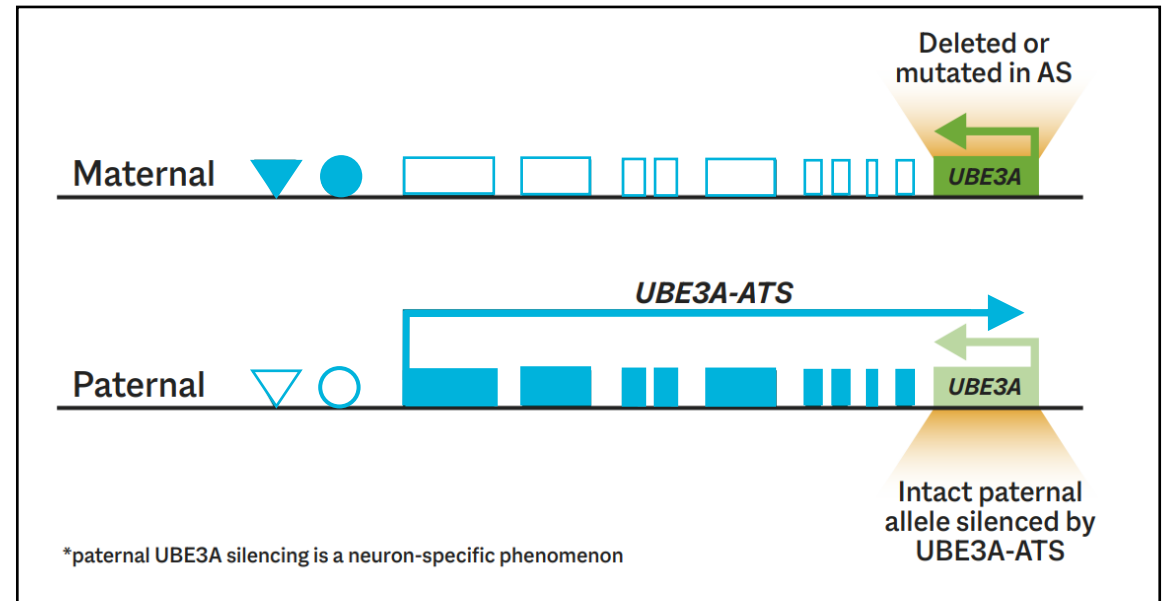 Deleted or
mutated in AS
Maternal
UBE3A
UBE3A-ATS
Paternal
UBE3A
Intact paternal
allele silenced by
UBE3A-ATS
*paternal UBE3A silencing is a neuron-specific phenomenon